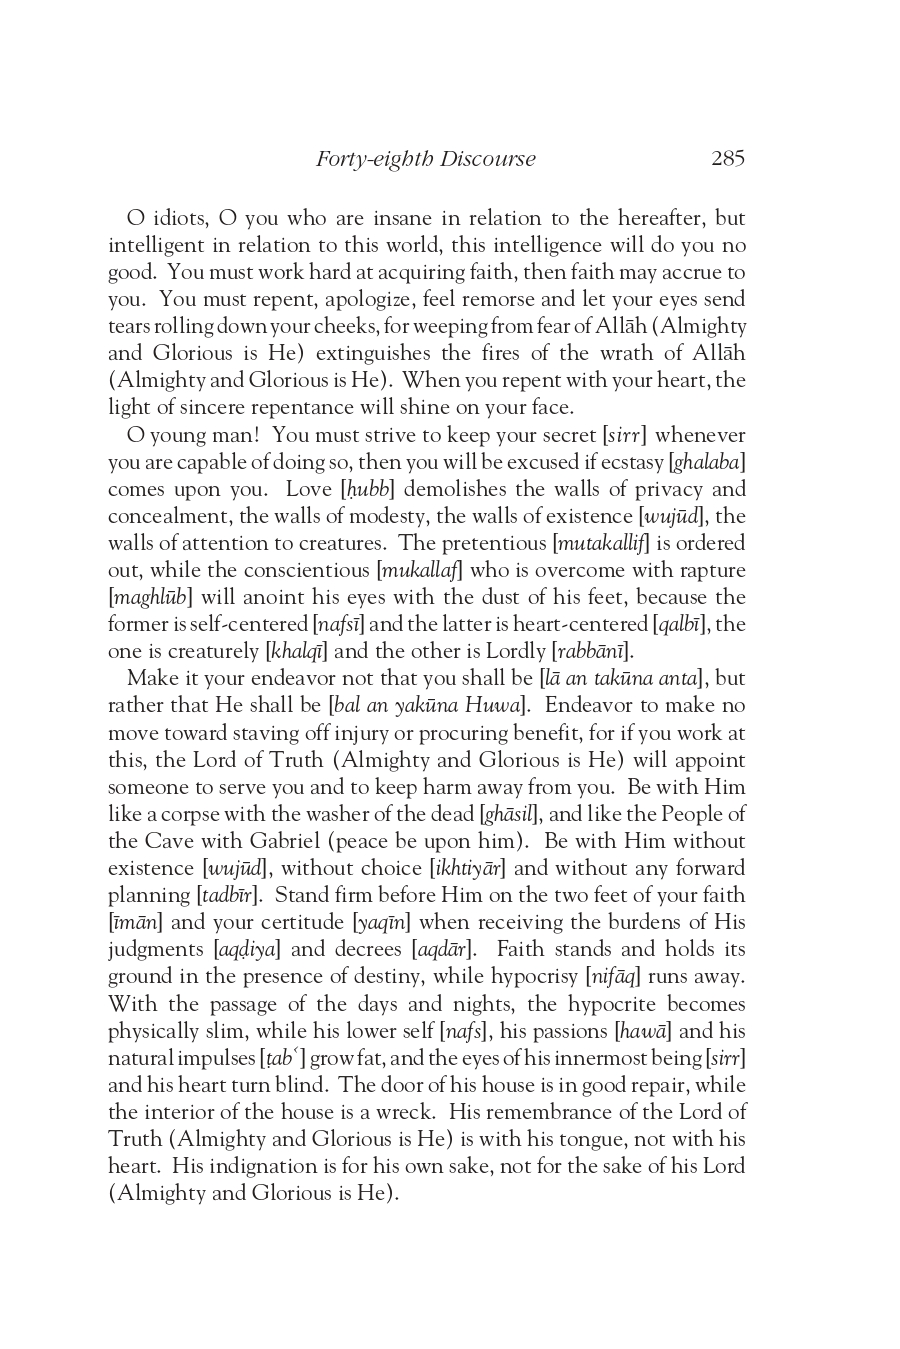 Forty-eighth Discourse 285
O idiots, O you who are insane in relation to the hereafter, but
intelligent in relation to this world, this intelligence will do you no
good. You must work hard at acquiring faith, then faith may accrue to
you. You must repent, apologize, feel remorse and let your eyes send
tears rolling down your cheeks, for weeping from fear of Allāh (Almighty
and Glorious is He) extinguishes the fires of the wrath of Allāh
(Almighty and Glorious is He). When you repent with your heart, the
light of sincere repentance will shine on your face.
O young man! You must strive to keep your secret [sirr] whenever
you are capable of doing so, then you will be excused if ecstasy [ghalaba]
comes upon you. Love [ḥubb] demolishes the walls of privacy and
concealment, the walls of modesty, the walls of existence [wujūd], the
walls of attention to creatures. The pretentious [mutakallif] is ordered
out, while the conscientious [mukallaf] who is overcome with rapture
[maghlūb] will anoint his eyes with the dust of his feet, because the
former is self-centered [nafsī] and the latter is heart-centered [qalbī], the
one is creaturely [khalqī] and the other is Lordly [rabbānī].
Make it your endeavor not that you shall be [lā an takūna anta], but
rather that He shall be [bal an yakūna Huwa]. Endeavor to make no
move toward staving off injury or procuring benefit, for if you work at
this, the Lord of Truth (Almighty and Glorious is He) will appoint
someone to serve you and to keep harm away from you. Be with Him
like a corpse with the washer of the dead [ghāsil], and like the People of
the Cave with Gabriel (peace be upon him). Be with Him without
existence [wujūd], without choice [ikhtiyār] and without any forward
planning [tadbīr]. Stand firm before Him on the two feet of your faith
[īmān] and your certitude [yaqīn] when receiving the burdens of His
judgments [aqḍiya] and decrees [aqdār]. Faith stands and holds its
ground in the presence of destiny, while hypocrisy [nifāq] runs away.
With the passage of the days and nights, the hypocrite becomes
physically slim, while his lower self [nafs], his passions [hawā] and his
natural impulses [ṭabʿ] grow fat, and the eyes of his innermost being [sirr]
and his heart turn blind. The door of his house is in good repair, while
the interior of the house is a wreck. His remembrance of the Lord of
Truth (Almighty and Glorious is He) is with his tongue, not with his
heart. His indignation is for his own sake, not for the sake of his Lord
(Almighty and Glorious is He).